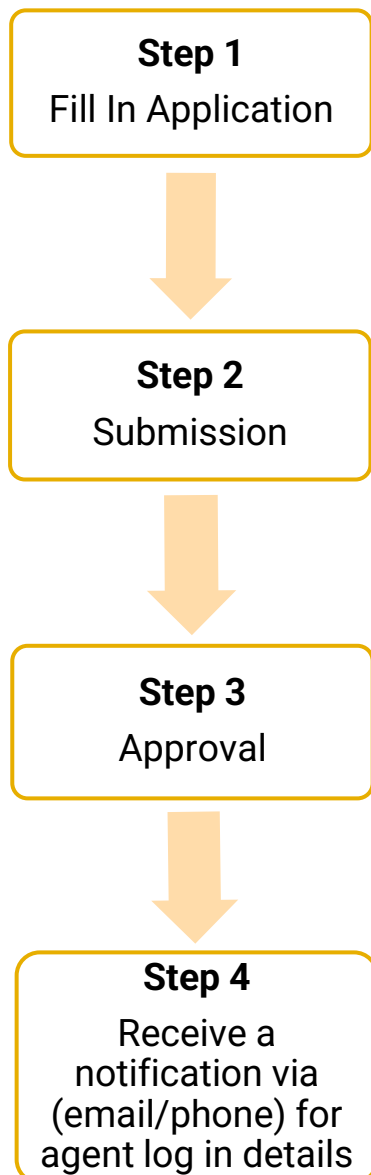 Step 1
Fill In Application
Step 2
Submission
Step 3
Approval
Step 4
Receive a
notification via
(email/phone) for
agent log in details